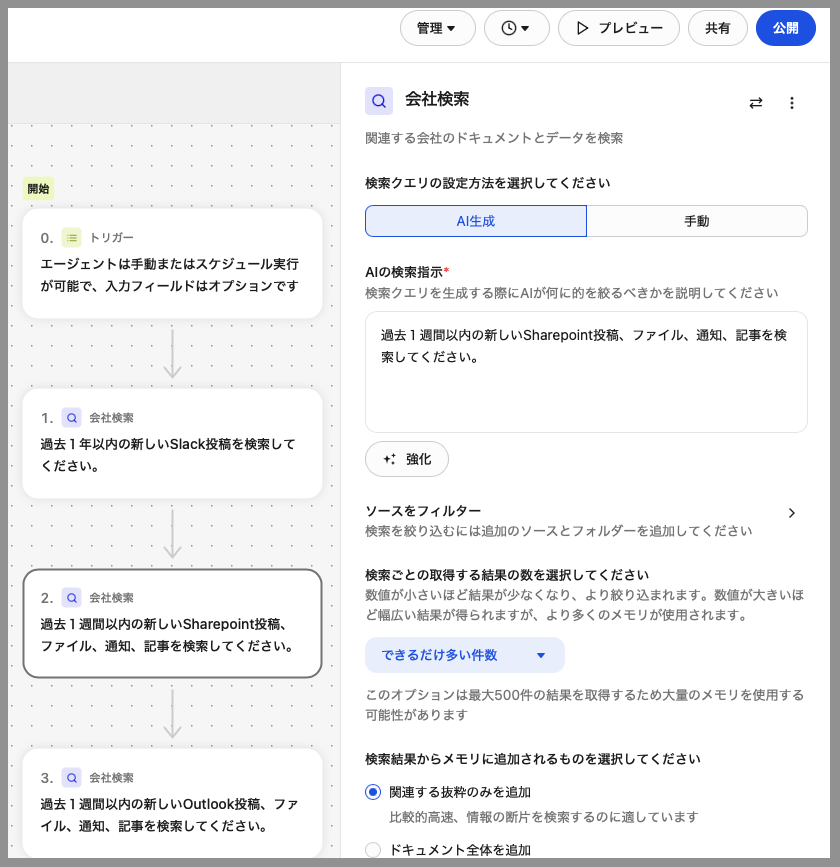 管理
プレビュー
共有
公開
開始
0. トリガー
エージェントは手動またはスケジュール実行
が可能で、入力フィールドはオプションです
1. 会社検索
過去１年以内の新しいSlack投稿を検索して
ください。
2. 会社検索
過去１週間以内の新しいSharepoint投稿、
ファイル、通知、記事を検索してください。
3. 会社検索
過去１週間以内の新しいOutlook投稿、ファ
イル、通知、記事を検索してください。
会社検索
関連する会社のドキュメントとデータを検索
検索クエリの設定方法を選択してください
AI生成
手動
AIの検索指示*
検索クエリを生成する際にAIが何に的を絞るべきかを説明してください
過去１週間以内の新しいSharepoint投稿、ファイル、通知、記事を検
索してください。
強化
ソースをフィルター
検索を絞り込むには追加のソースとフォルダーを追加してください
検索ごとの取得する結果の数を選択してください
数値が小さいほど結果が少なくなり、より絞り込まれます。数値が大きいほ
ど幅広い結果が得られますが、より多くのメモリが使用されます。
できるだけ多い件数
このオプションは最大500件の結果を取得するため大量のメモリを使用する
可能性があります
検索結果からメモリに追加されるものを選択してください
関連する抜粋のみを追加
比較的高速、情報の断片を検索するのに適しています
ドキュメント全体を追加